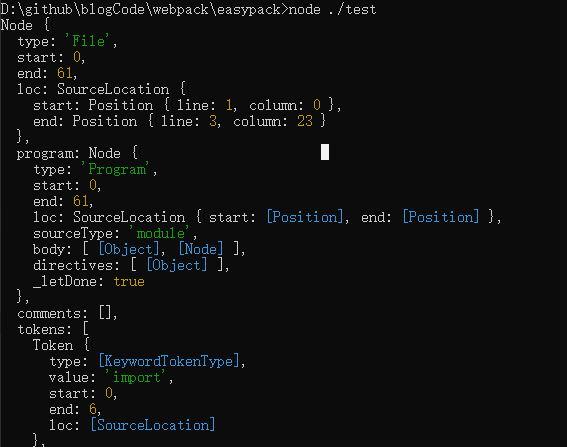 D:\github\blogCode\webpack\easypack>node ./test
Node {
  type: 'File',
  start: 0,
  end: 61,
  loc: SourceLocation {
    start: Position { line: 1, column: 0 },
    end: Position { line: 3, column: 23 }
  },
  program: Node {
    type: 'Program',
    start: 0,
    end: 61,
    loc: SourceLocation { start: [Position], end: [Position] },
    sourceType: 'module',
    body: [ [Object], [Node] ],
    directives: [ [Object] ],
    _letDone: true
  },
  comments: [],
  tokens: [
    Token {
      type: [KeywordTokenType],
      value: 'import',
      start: 0,
      end: 6,
      loc: [SourceLocation]
    },